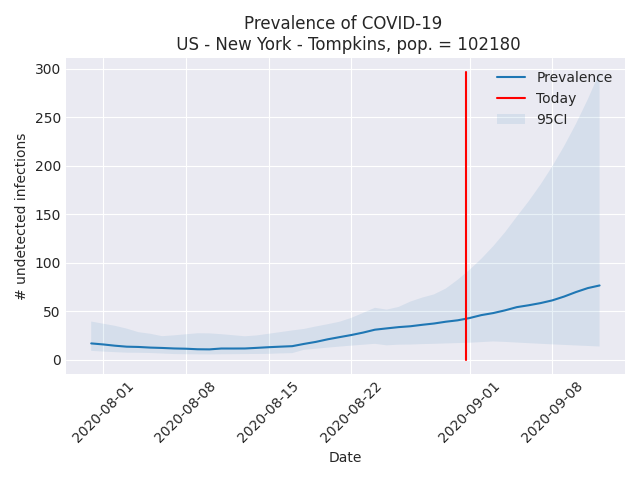 Prevalence of COVID-19
US - New York - Tompkins, pop. = 102180
Prevalence
Today
95CI
300
250
200
150
100
50
0
# undetected infections
2020-08-01
2020-08-08
2020-08-15
2020-08-22
2020-09-01
2020-09-08
Date